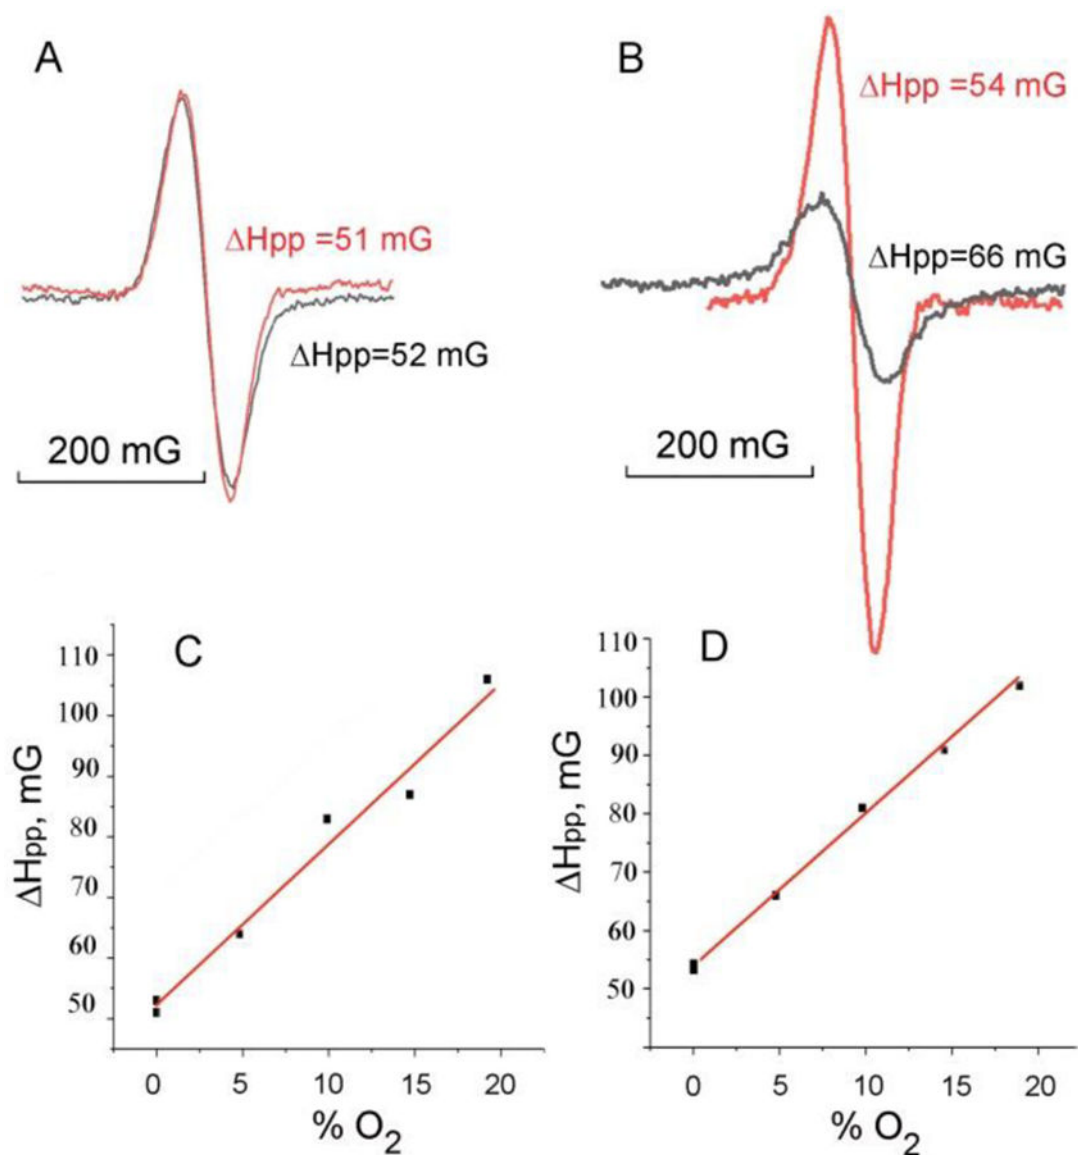 A
B
ΔHpp =54 mG
ΔHpp =51 mG
ΔHpp=66 mG
ΔHpp=52 mG
200 mG
200 mG
C
D
110
100
90
80
70
60
50
ΔHpp, mG
0 5 10 15 20
% O2
110
100
90
80
70
60
50
ΔHpp, mG
0 5 10 15 20
% O2